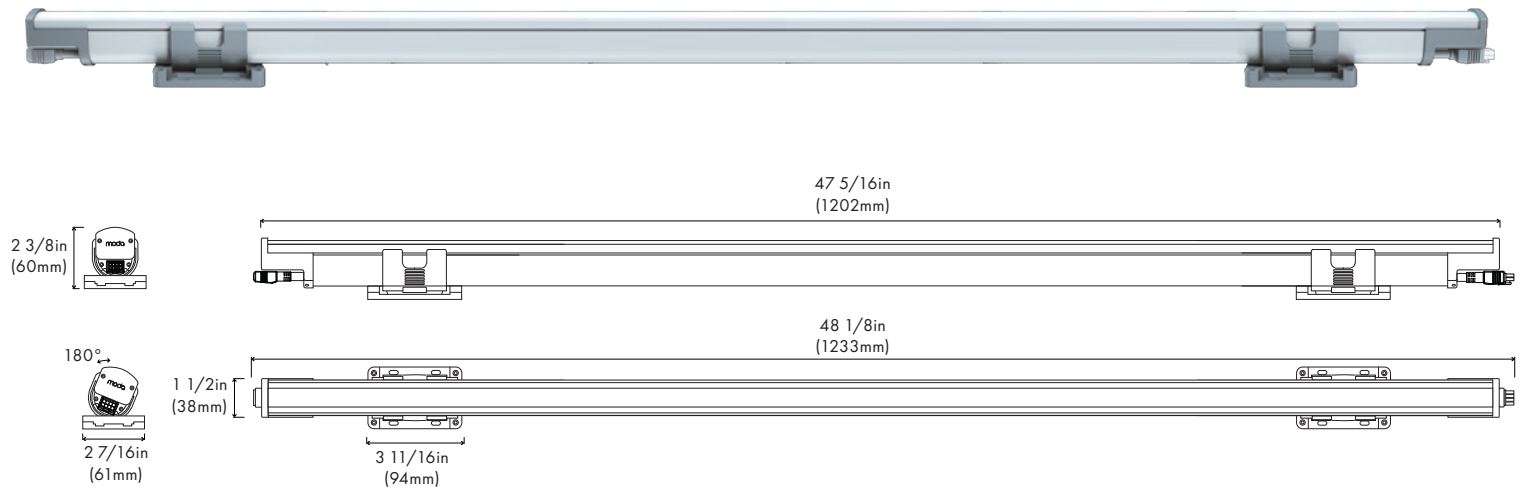 47 5/16in
(1202mm)
2 3/8in
(60mm)
moda
48 1/8in
(1233mm)
180°
moda
1 1/2in
(38mm)
2 7/16in
(61mm)
3 11/16in
(94mm)